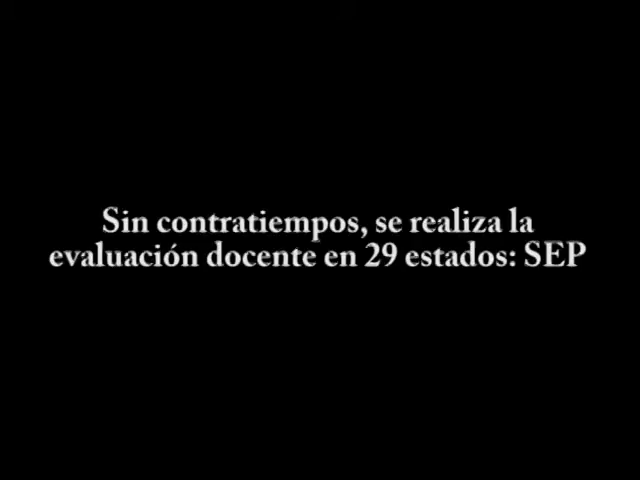 Sin contratiempos, se realiza la
evaluación docente en 29 estados: SEP